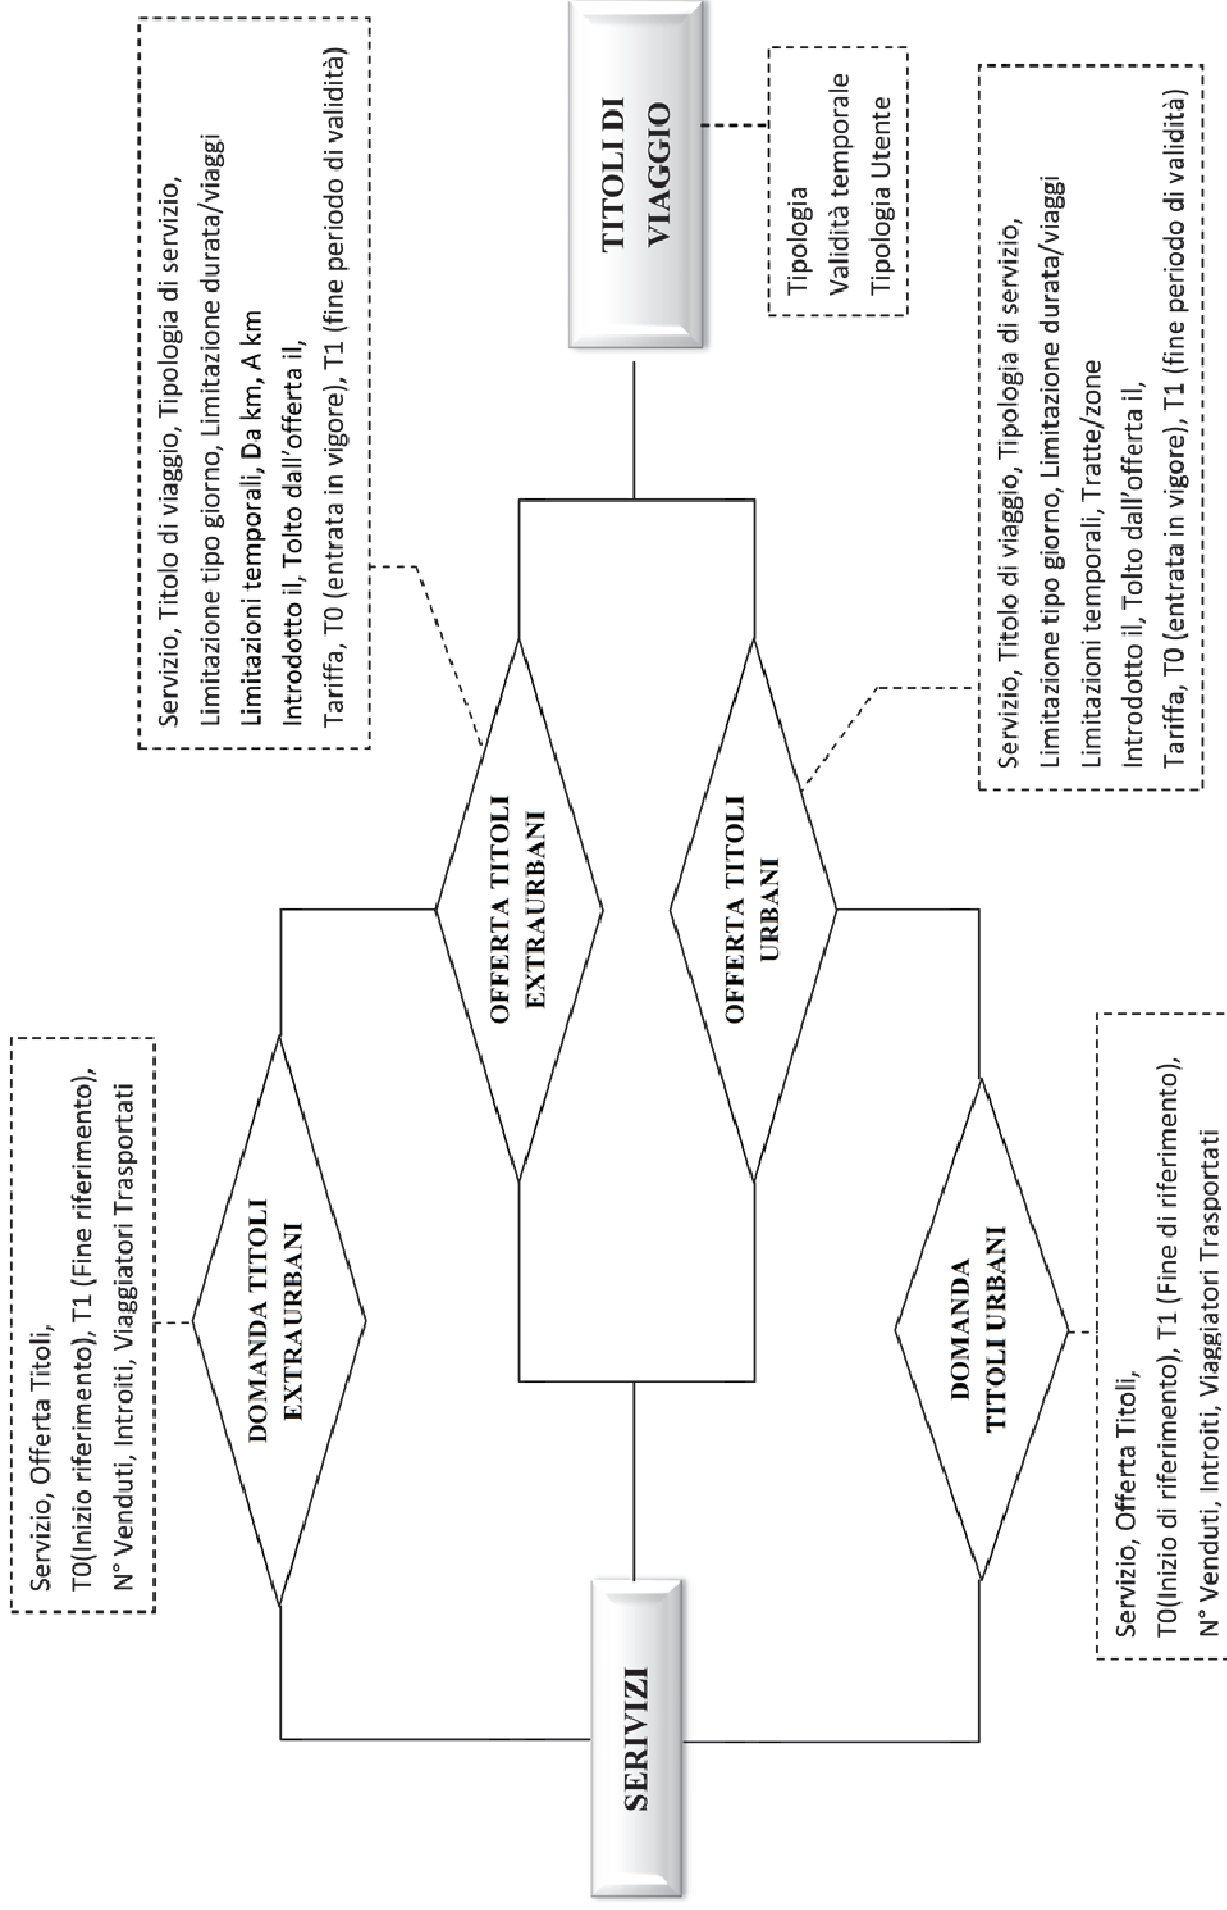 Servizio, Offerta Titoli,
T0(Inizio riferimento), T1 (Fine riferimento),
N° Venduti, Introiti, Viaggiatori Trasportati
Servizio, Titolo di viaggio, Tipologia di servizio,
Limitazione tipo giorno, Limitazione durata/viaggi
Limitazioni temporali, Da km, A km
Introdotto il, Tolto dall'offerta il,
Tariffa, T0 (entrata in vigore), T1 (fine periodo di validità)
DOMANDA TITOLI
EXTRAURBANI
OFFERTA TITOLI
EXTRAURBANI
SERIVIZI
TITOLI DI
VIAGGIO
OFFERTA TITOLI
URBANI
Tipologia
Validità temporale
Tipologia Utente
DOMANDA
TITOLI URBANI
Servizio, Titolo di viaggio, Tipologia di servizio,
Limitazione tipo giorno, Limitazione durata/viaggi
Limitazioni temporali, Tratte/zone
Introdotto il, Tolto dall'offerta il,
Tariffa, T0 (entrata in vigore), T1 (fine periodo di validità)
Servizio, Offerta Titoli,
T0(Inizio di riferimento), T1 (Fine di riferimento),
N° Venduti, Introiti, Viaggiatori Trasportati